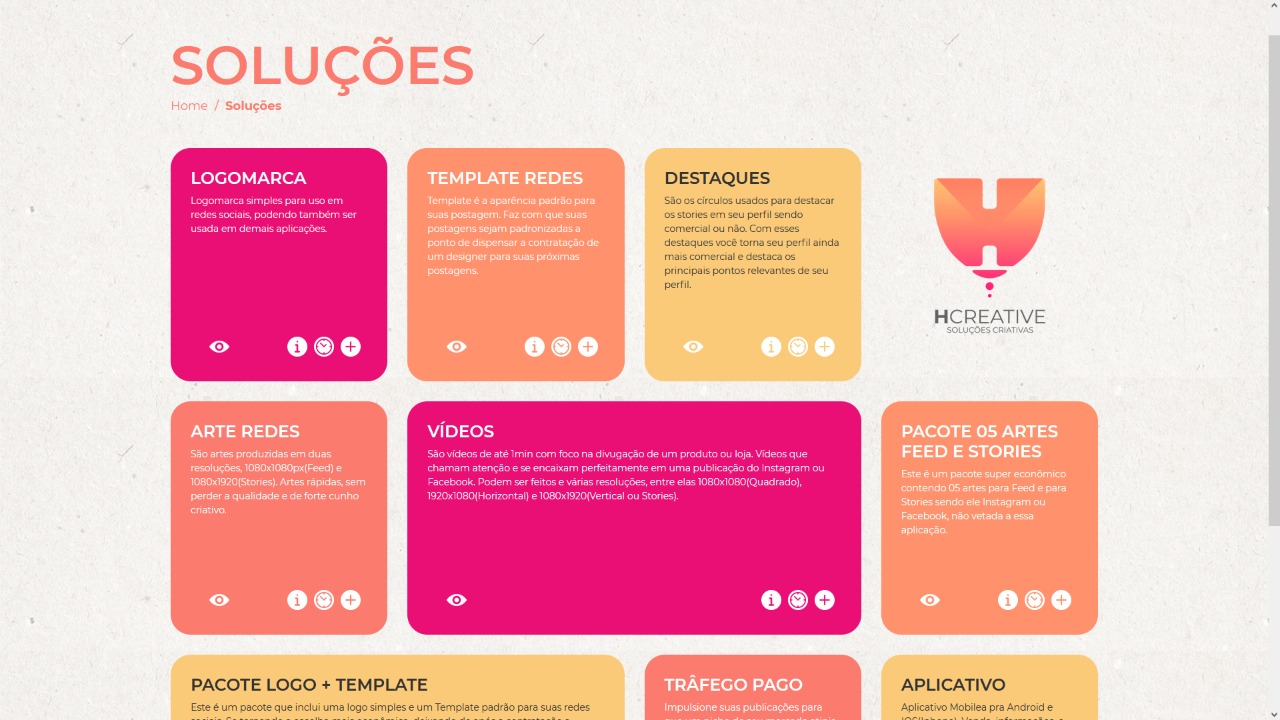 SOLUÇÕES
Home / Soluções
LOGOMARCA
Logomarca simples para uso em
redes sociais, podendo também ser
usada em demais aplicações.
TEMPLATE REDES
Template é a aparência padrão para
suas postagem. Faz com que suas
postagens sejam padronizadas a
ponto de dispensar a contratação de
um designer para suas próximas
postagens.
DESTAQUES
São os círculos usados para destacar
os stories em seu perfil sendo
comercial ou não. Com esses
destaques você torna seu perfil ainda
mais comercial e destaca os
principais pontos relevantes de seu
perfil.
HCREATIVE
SOLUÇÕES CRIATIVAS
ARTE REDES
São artes produzidas em duas
resoluções, 1080x1080px(Feed) e
1080x1920(Stories). Artes rápidas, sem
perder a qualidade e de forte cunho
criativo.
VÍDEOS
São vídeos de até 1min com foco na divugação de um produto ou loja. Vídeos que
chamam atenção e se encaixam perfeitamente em uma publicação do Instagram ou
Facebook. Podem ser feitos e várias resoluções, entre elas 1080x1080(Quadrado),
1920x1080(Horizontal) e 1080x1920(Vertical ou Stories).
PACOTE 05 ARTES
FEED E STORIES
Este é um pacote super econômico
contendo 05 artes para Feed e para
Stories sendo ele Instagram ou
Facebook, não vetada a essa
aplicação.
PACOTE LOGO + TEMPLATE
Este é um pacote que inclui uma logo simples e um Template padrão para suas redes
TRÂFEGO PAGO
Impulsione suas publicações para
APLICATIVO
Aplicativo Mobilea pra Android e